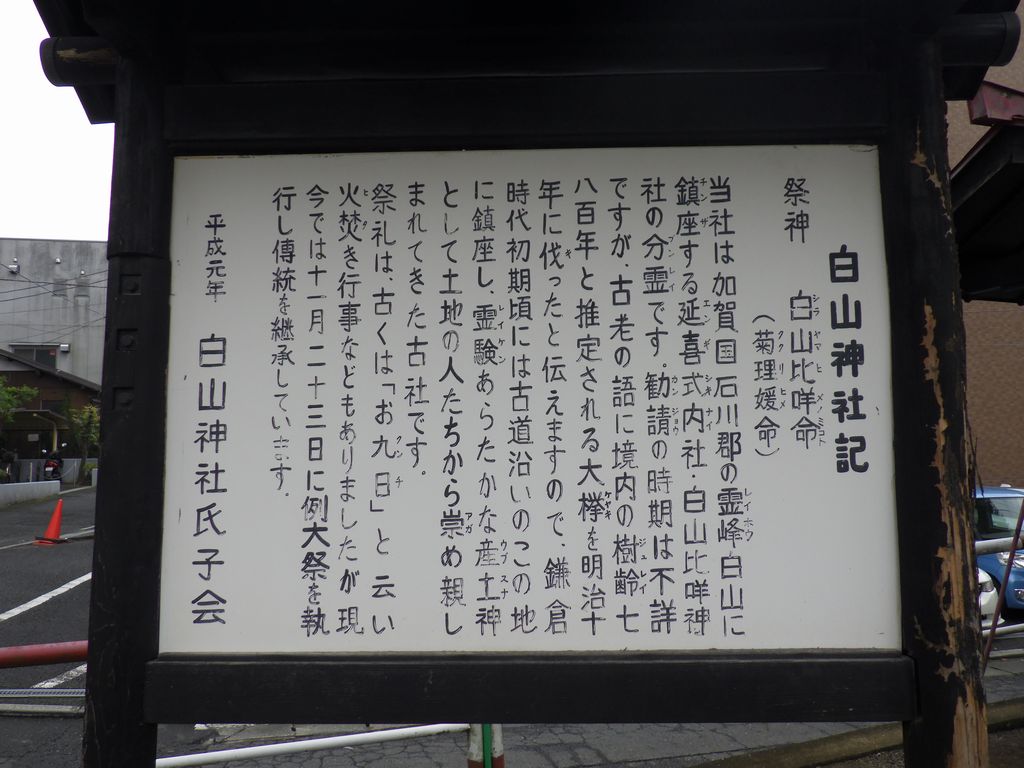 白山神社記
祭神　白山比咩命
（菊理媛命）
当社は加賀国石川郡の霊峰白山に
鎮座する延喜式内社・白山比咩神
社の分霊です。勧請の時期は不詳
ですが、古老の語に境内の樹齢七
八百年と推定される大欅を明治十
年に伐ったと伝えますので、鎌倉
時代初期頃には古道沿いのこの地
に鎮座し、霊験あらたかな産土神
として土地の人たちから崇め親し
まれてきた古社です。
祭礼は、古くは「お九日」と云い
火焚き行事などもありましたが現
今では十一月二十三日に例大祭を執
行し傳統を継承しています。
平成元年　白山神社氏子会